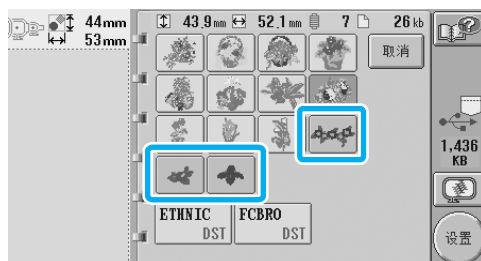 44mm
53mm
43.9mm 52.1mm 7 26kb
取消
1,436
KB
ETHNIC FCBRO
DST DST
设置